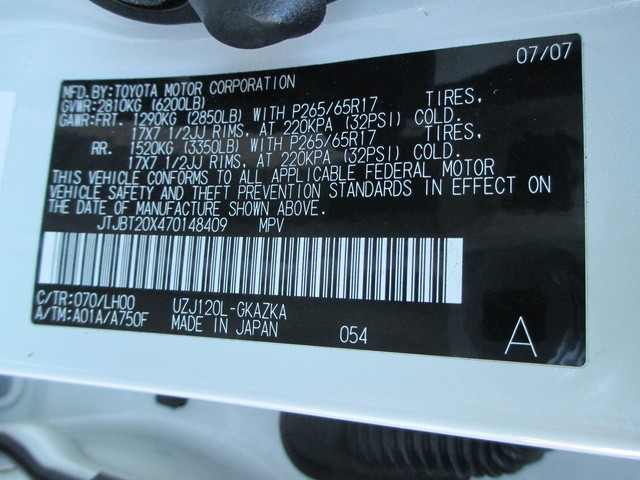 07/07
MFD.BY:TOYOTA MOTOR CORPORATION
GVWR:2810KG (6200LB)
GAWR:FRT. 1290KG (2850LB) WITH P265/65R17 TIRES,
17X7 1/2JJ RIMS, AT 220KPA (32PSI) COLD.
RR. 1520KG (3350LB) WITH P265/65R17 TIRES,
17X7 1/2JJ RIMS, AT 220KPA (32PSI) COLD.
THIS VEHICLE CONFORMS TO ALL APPLICABLE FEDERAL MOTOR
VEHICLE SAFETY AND THEFT PREVENTION STANDARDS IN EFFECT ON
THE DATE OF MANUFACTURE SHOWN ABOVE.
JTJBT20X470148409 MPV
C/TR:070/LH00 UZJ120L-GKAZKA
A/TM:A01A/A750F MADE IN JAPAN 054 A